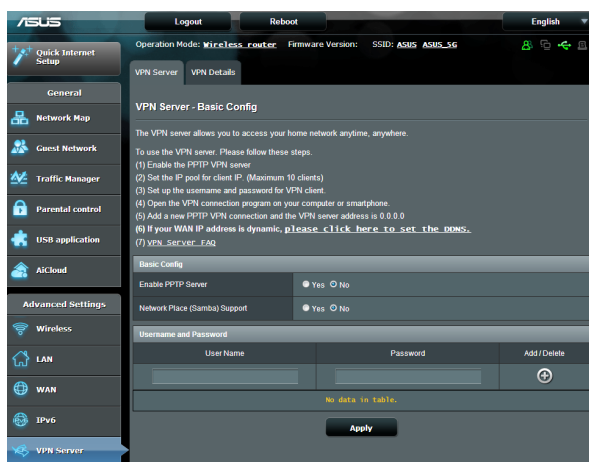 ASUS
Logout Reboot English
Operation Mode: Wireless router Firmware Version: SSID: ASUS ASUS_5G
Quick Internet
Setup
General
Network Map
Guest Network
Traffic Manager
Parental control
USB application
AiCloud
Advanced Settings
Wireless
LAN
WAN
IPv6
VPN Server
VPN Server VPN Details
VPN Server - Basic Config
The VPN server allows you to access your home network anytime, anywhere.
To use the VPN server. Please follow these steps.
(1) Enable the PPTP VPN server
(2) Set the IP pool for client IP. (Maximum 10 clients)
(3) Set up the username and password for VPN client.
(4) Open the VPN connection program on your computer or smartphone.
(5) Add a new PPTP VPN connection and the VPN server address is 0.0.0.0
(6) If your WAN IP address is dynamic, please click here to set the DDNS.
(7) VPN Server FAQ
Basic Config
Enable PPTP Server Yes No
Network Place (Samba) Support Yes No
Username and Password
User Name Password Add / Delete
No data in table.
Apply